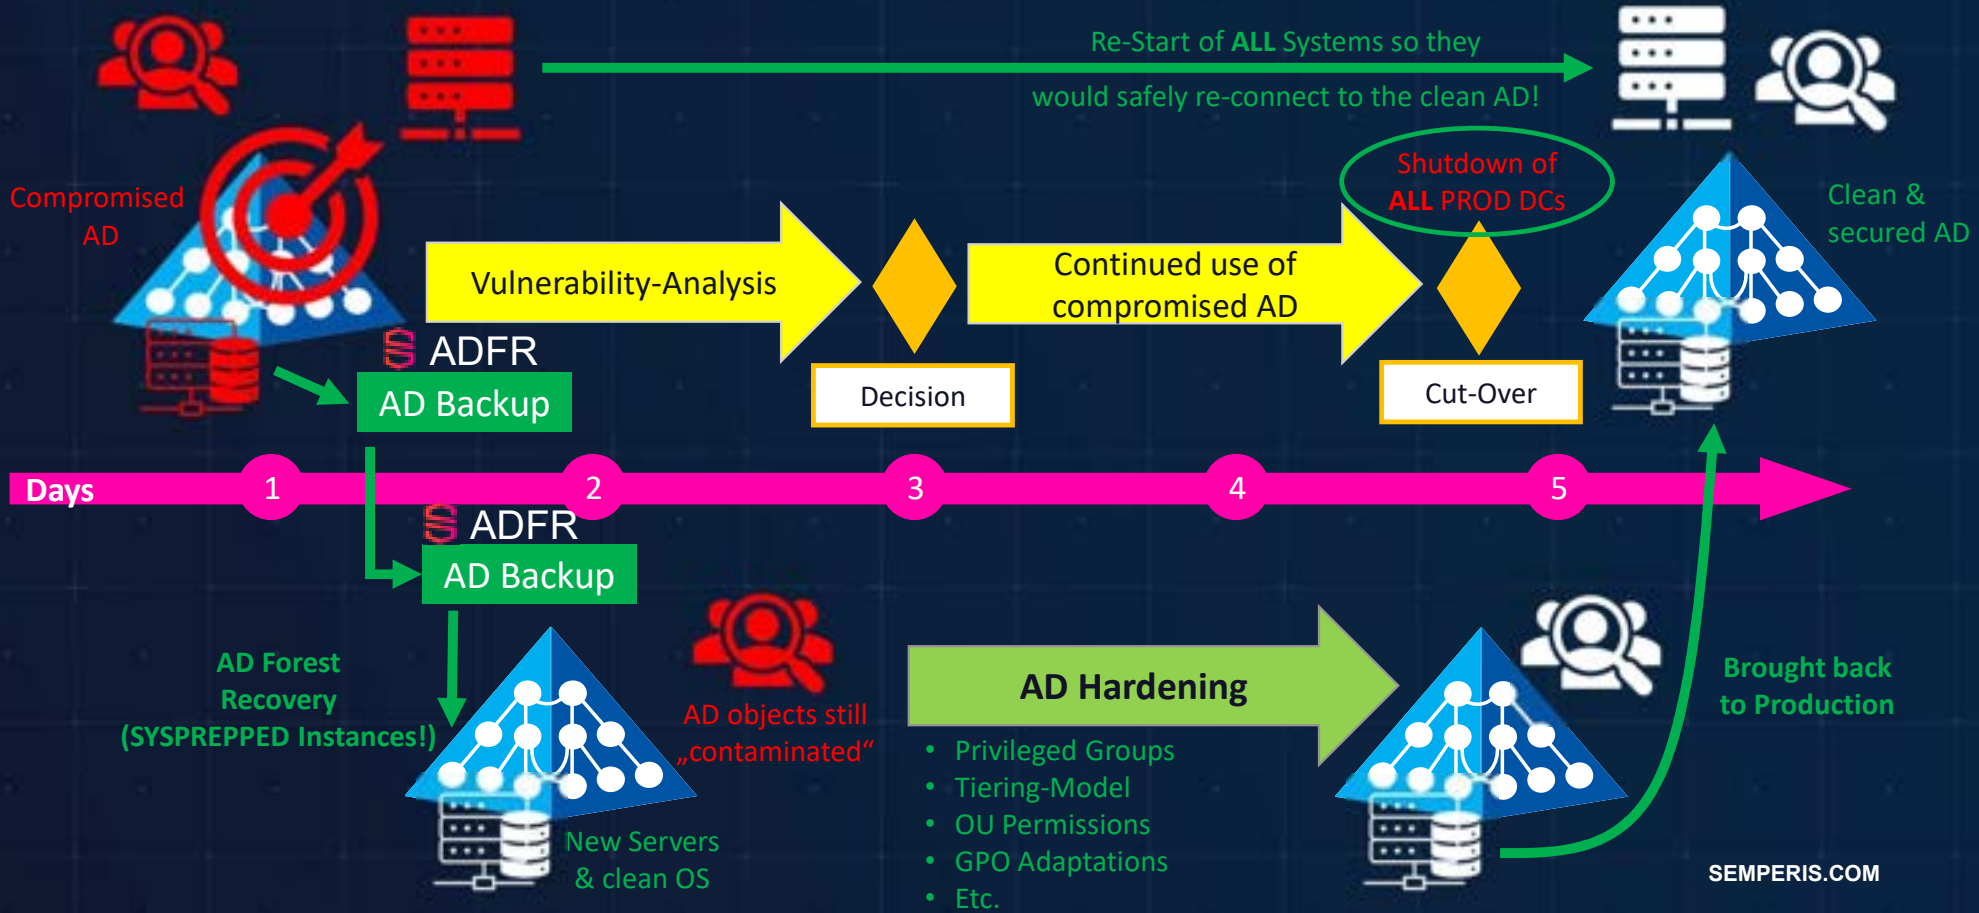 Re-Start of ALL Systems so they
would safely re-connect to the clean AD!
Compromised
AD
Shutdown of
ALL PROD DCs
Clean &
secured AD
Vulnerability-Analysis
Continued use of
compromised AD
ADFR
AD Backup
Decision
Cut-Over
Days
1
2
3
4
5
ADFR
AD Backup
AD Forest
Recovery
(SYSPREPPED Instances!)
AD objects still
„contaminated“
New Servers
& clean OS
AD Hardening
• Privileged Groups
• Tiering-Model
• OU Permissions
• GPO Adaptations
• Etc.
Brought back
to Production
SEMPERIS.COM